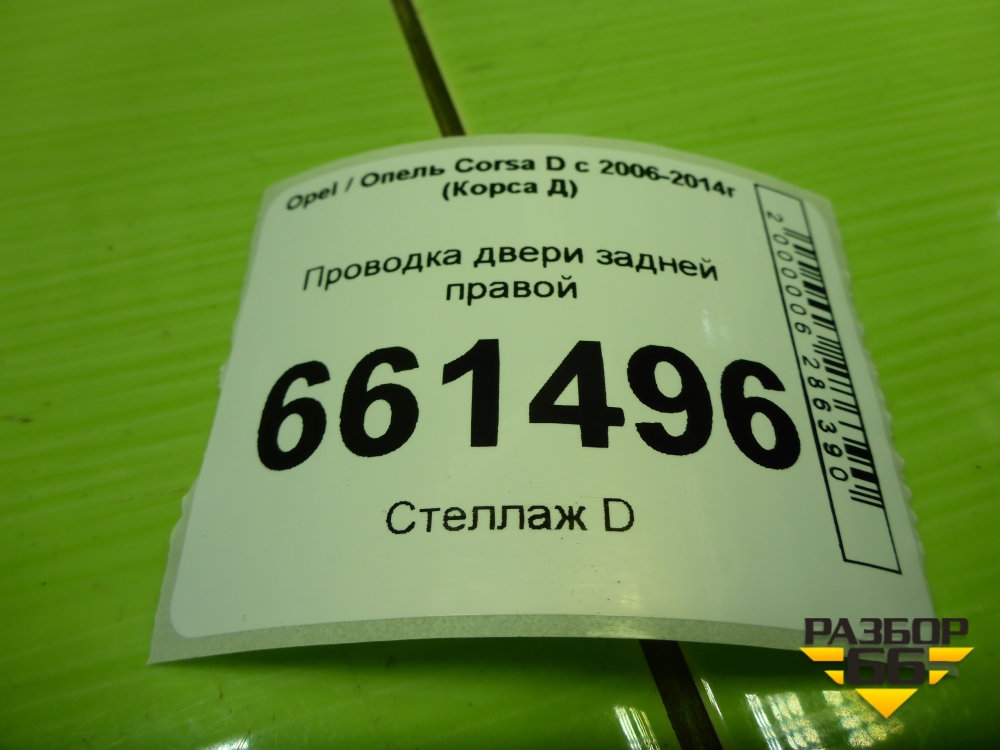 Opel / Опель Corsa D с 2006-2014г
(Корса Д)
Проводка двери задней
правой
661496
Стеллаж D
2000006286390
РАЗБОР
66